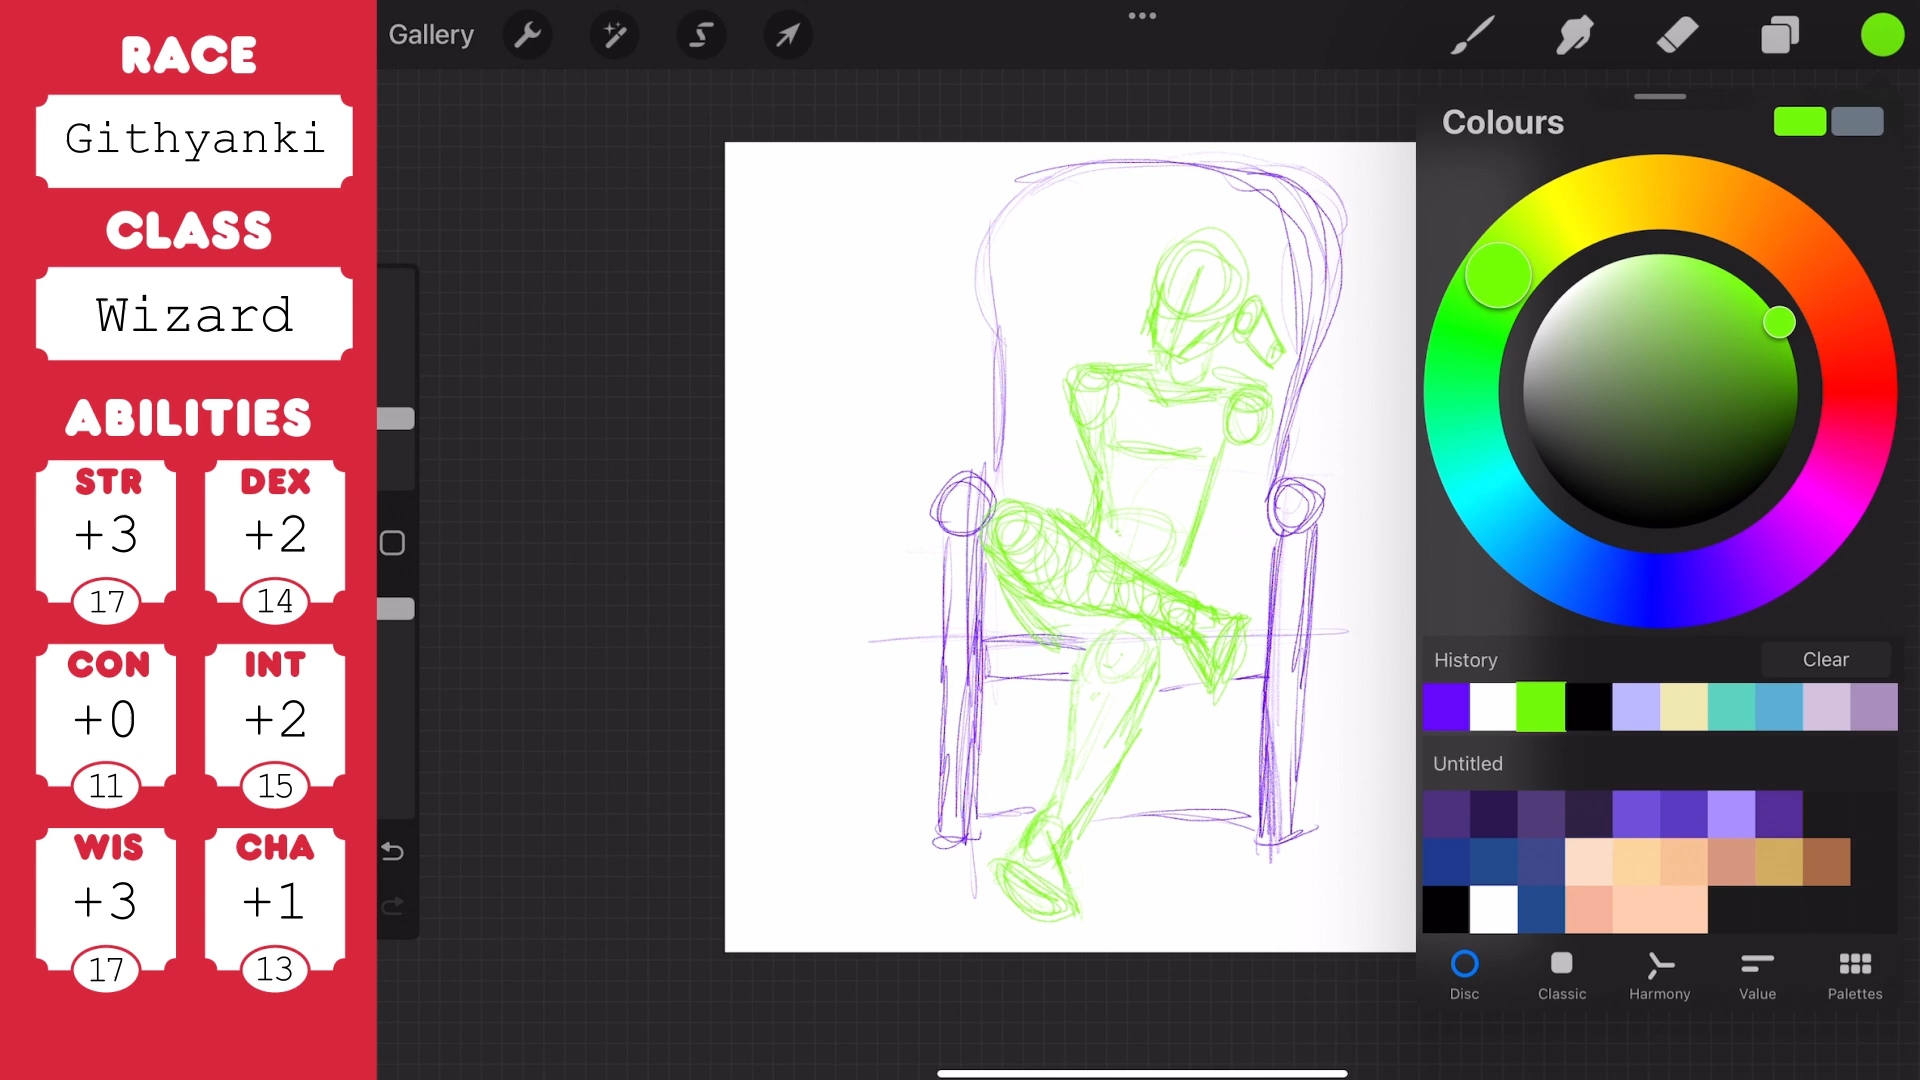 RACE
Githyanki
CLASS
Wizard
ABILITIES
STR DEX
+3 +2
17 14
CON INT
+0 +2
11 15
WIS CHA
+3 +1
17 13
Gallery
Colours
History Clear
Untitled
Disc Classic Harmony Value Palettes